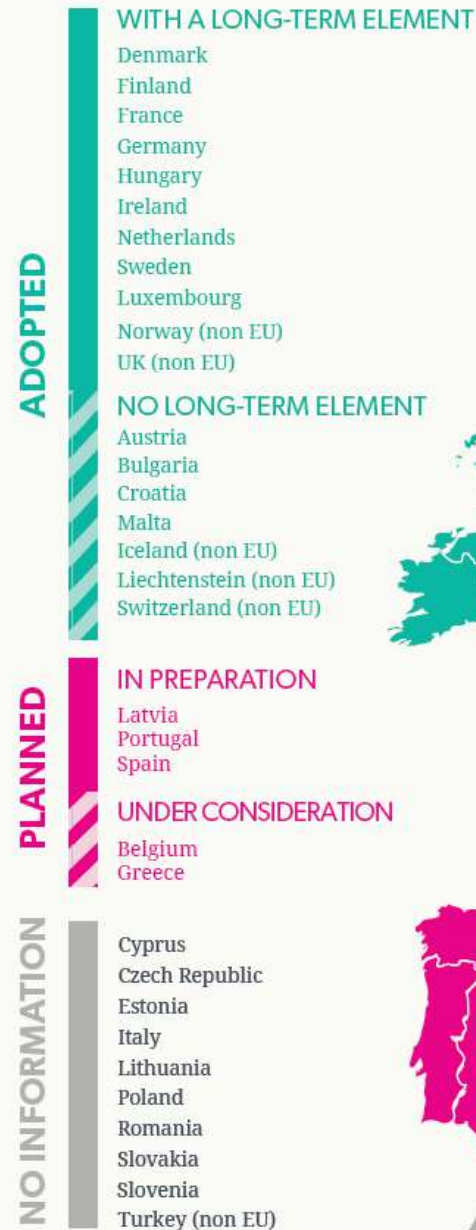 ADOPTED
WITH A LONG-TERM ELEMENT
Denmark
Finland
France
Germany
Hungary
Ireland
Netherlands
Sweden
Luxembourg
Norway (non EU)
UK (non EU)
NO LONG-TERM ELEMENT
Austria
Bulgaria
Croatia
Malta
Iceland (non EU)
Liechtenstein (non EU)
Switzerland (non EU)
PLANNED
IN PREPARATION
Latvia
Portugal
Spain
UNDER CONSIDERATION
Belgium
Greece
NO INFORMATION
Cyprus
Czech Republic
Estonia
Italy
Lithuania
Poland
Romania
Slovakia
Slovenia
Turkey (non EU)